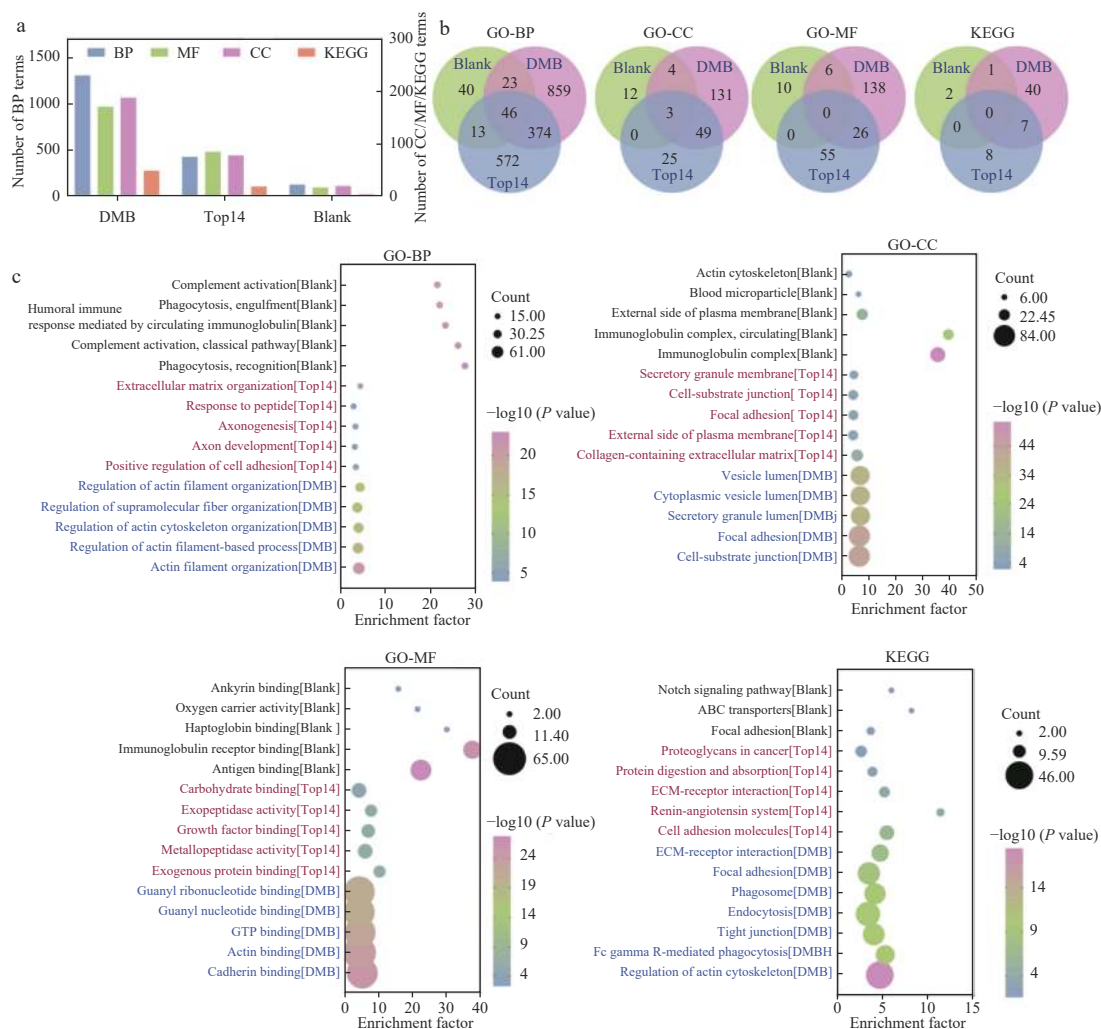 a
BP MF CC KEGG
Number of BP terms
1500
1000
500
0
300
200
100
0
Number of CC/MF/KEGG terms
DMB Top14 Blank
b
GO-BP GO-CC GO-MF KEGG
Blank 23 DMB
40 859
46
13 374
572
Top14
Blank 4 DMB
12 131
3
0 49
25
Top14
Blank 6 DMB
10 138
0
0 26
55
Top14
Blank 1 DMB
2 40
0
0 7
8
Top14
c
GO-BP
Complement activation[Blank]
Phagocytosis, engulfment[Blank]
Humoral immune
response mediated by circulating immunoglobulin[Blank]
Complement activation, classical pathway[Blank]
Phagocytosis, recognition[Blank]
Extracellular matrix organization[Top14]
Response to peptide[Top14]
Axonogenesis[Top14]
Axon development[Top14]
Positive regulation of cell adhesion[Top14]
Regulation of actin filament organization[DMB]
Regulation of supramolecular fiber organization[DMB]
Regulation of actin cytoskeleton organization[DMB]
Regulation of actin filament-based process[DMB]
Actin filament organization[DMB]
0 10 20 30
Enrichment factor
Count
15.00
30.25
61.00
−log10 (P value)
20
15
10
5
GO-CC
Actin cytoskeleton[Blank]
Blood microparticle[Blank]
External side of plasma membrane[Blank]
Immunoglobulin complex, circulating[Blank]
Immunoglobulin complex[Blank]
Secretory granule membrane[Top14]
Cell-substrate junction[ Top14]
Focal adhesion[ Top14]
External side of plasma membrane[Top14]
Collagen-containing extracellular matrix[Top14]
Vesicle lumen[DMB]
Cytoplasmic vesicle lumen[DMB]
Secretory granule lumen[DMBj
Focal adhesion[DMB]
Cell-substrate junction[DMB]
0 10 20 30 40 50
Enrichment factor
Count
6.00
22.45
84.00
−log10 (P value)
44
34
24
14
4
GO-MF
Ankyrin binding[Blank]
Oxygen carrier activity[Blank]
Haptoglobin binding[Blank ]
Immunoglobulin receptor binding[Blank]
Antigen binding[Blank]
Carbohydrate binding[Top14]
Exopeptidase activity[Top14]
Growth factor binding[Top14]
Metallopeptidase activity[Top14]
Exogenous protein binding[Top14]
Guanyl ribonucleotide binding[DMB]
Guanyl nucleotide binding[DMB]
GTP binding[DMB]
Actin binding[DMB]
Cadherin binding[DMB]
0 10 20 30 40
Enrichment factor
Count
2.00
11.40
65.00
−log10 (P value)
24
19
14
9
4
KEGG
Notch signaling pathway[Blank]
ABC transporters[Blank]
Focal adhesion[Blank]
Proteoglycans in cancer[Top14]
Protein digestion and absorption[Top14]
ECM-receptor interaction[Top14]
Renin-angiotensin system[Top14]
Cell adhesion molecules[Top14]
ECM-receptor interaction[DMB]
Focal adhesion[DMB]
Phagosome[DMB]
Endocytosis[DMB]
Tight junction[DMB]
Fc gamma R-mediated phagocytosis[DMBH
Regulation of actin cytoskeleton[DMB]
0 5 10 15
Enrichment factor
Count
2.00
9.59
46.00
−log10 (P value)
14
9
4